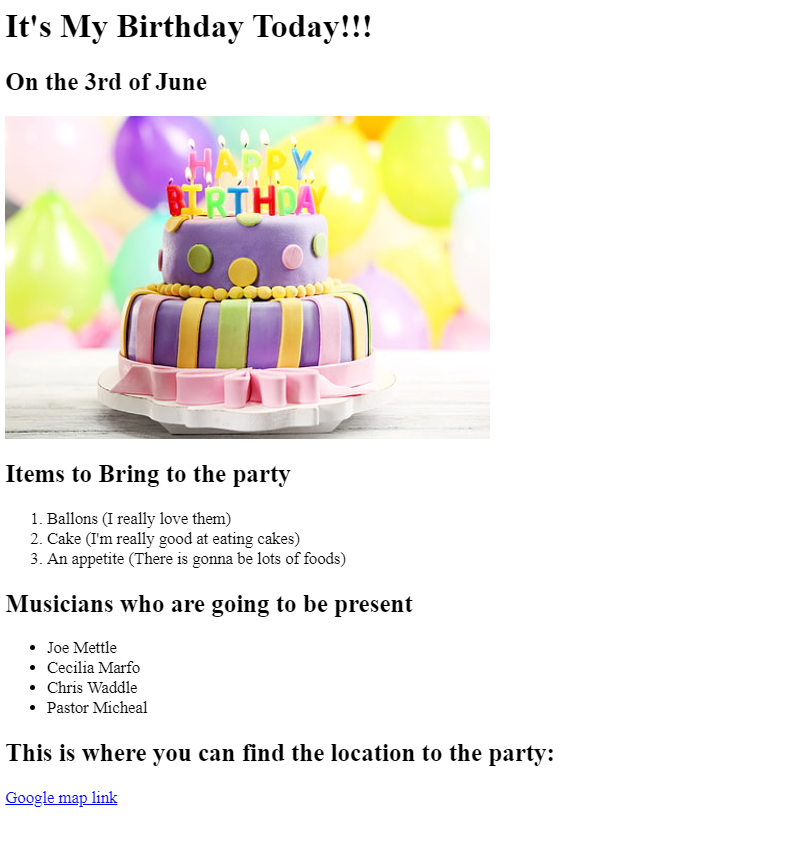 It's My Birthday Today!!!
On the 3rd of June
HAPPY
BIRTHDAY
Items to Bring to the party
1. Ballons (I really love them)
2. Cake (I'm really good at eating cakes)
3. An appetite (There is gonna be lots of foods)
Musicians who are going to be present
• Joe Mettle
• Cecilia Marfo
• Chris Waddle
• Pastor Micheal
This is where you can find the location to the party:
Google map link